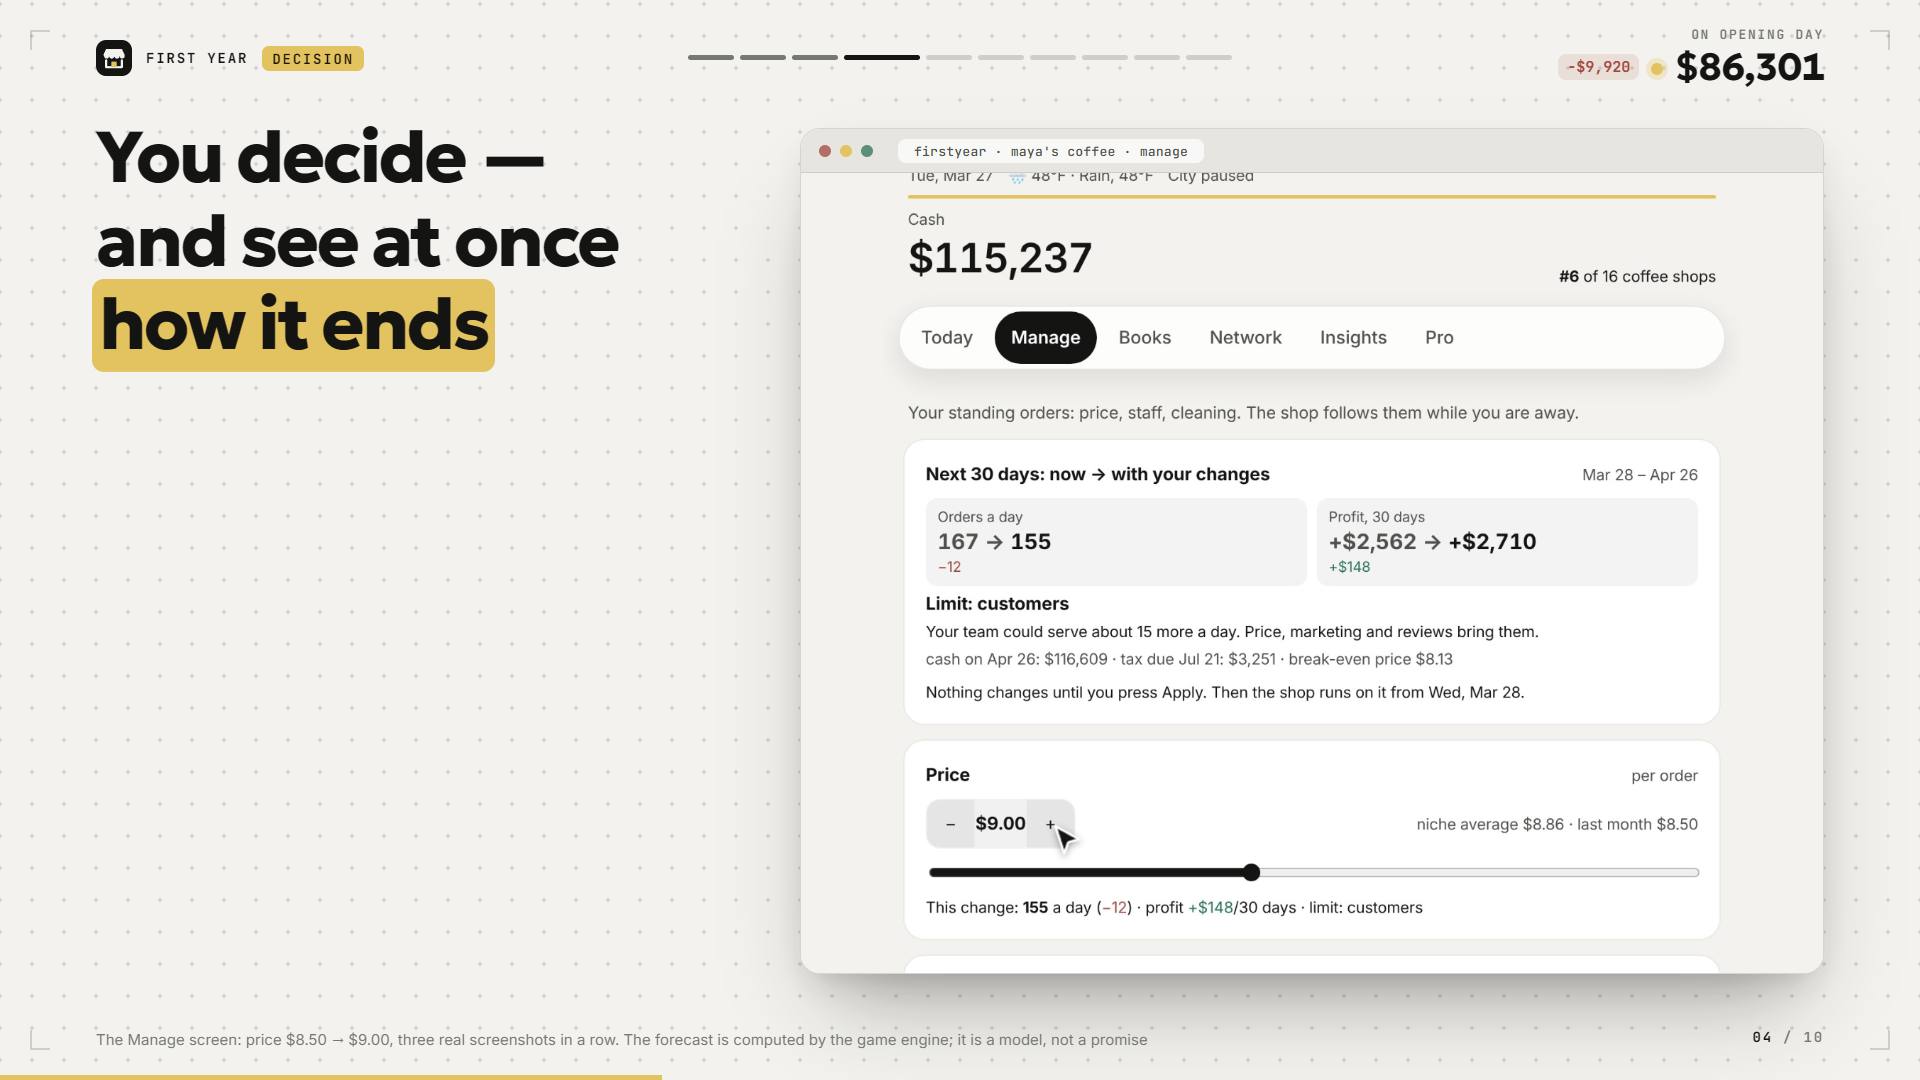 FIRST YEAR DECISION
ON OPENING DAY
-$9,920 $86,301
You decide —
and see at once
how it ends
firstyear · maya's coffee · manage
Tue, Mar 27 🌧️ 48°F · Rain, 48°F City paused
Cash
$115,237
#6 of 16 coffee shops
Today Manage Books Network Insights Pro
Your standing orders: price, staff, cleaning. The shop follows them while you are away.
Next 30 days: now → with your changes Mar 28 – Apr 26
Orders a day
167 → 155
−12
Profit, 30 days
+$2,562 → +$2,710
+$148
Limit: customers
Your team could serve about 15 more a day. Price, marketing and reviews bring them.
cash on Apr 26: $116,609 · tax due Jul 21: $3,251 · break-even price $8.13
Nothing changes until you press Apply. Then the shop runs on it from Wed, Mar 28.
Price per order
− $9.00 + niche average $8.86 · last month $8.50
This change: 155 a day (−12) · profit +$148/30 days · limit: customers
The Manage screen: price $8.50 → $9.00, three real screenshots in a row. The forecast is computed by the game engine; it is a model, not a promise
04 / 10